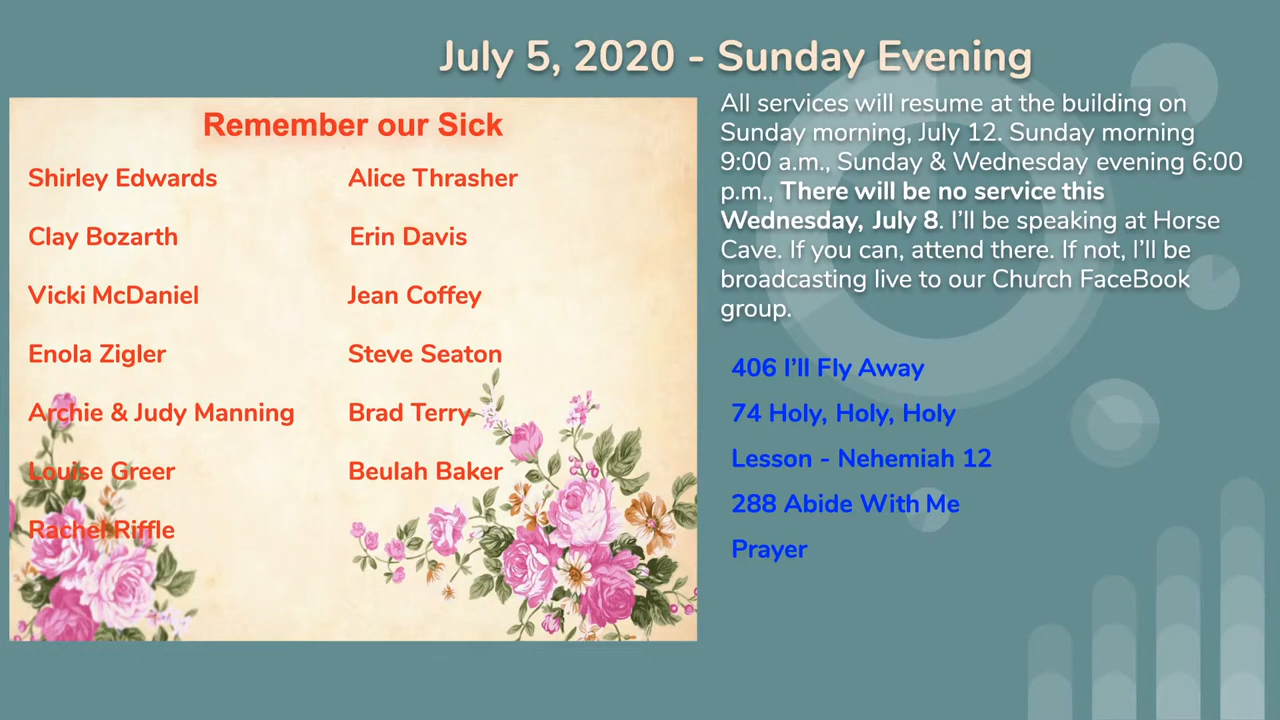 July 5, 2020 - Sunday Evening
Remember our Sick
Shirley Edwards
Clay Bozarth
Vicki McDaniel
Enola Zigler
Archie & Judy Manning
Louise Greer
Rachel Riffle
Alice Thrasher
Erin Davis
Jean Coffey
Steve Seaton
Brad Terry
Beulah Baker
All services will resume at the building on
Sunday morning, July 12. Sunday morning
9:00 a.m., Sunday & Wednesday evening 6:00
p.m., There will be no service this
Wednesday, July 8. I’ll be speaking at Horse
Cave. If you can, attend there. If not, I’ll be
broadcasting live to our Church FaceBook
group.
406 I’ll Fly Away
74 Holy, Holy, Holy
Lesson - Nehemiah 12
288 Abide With Me
Prayer